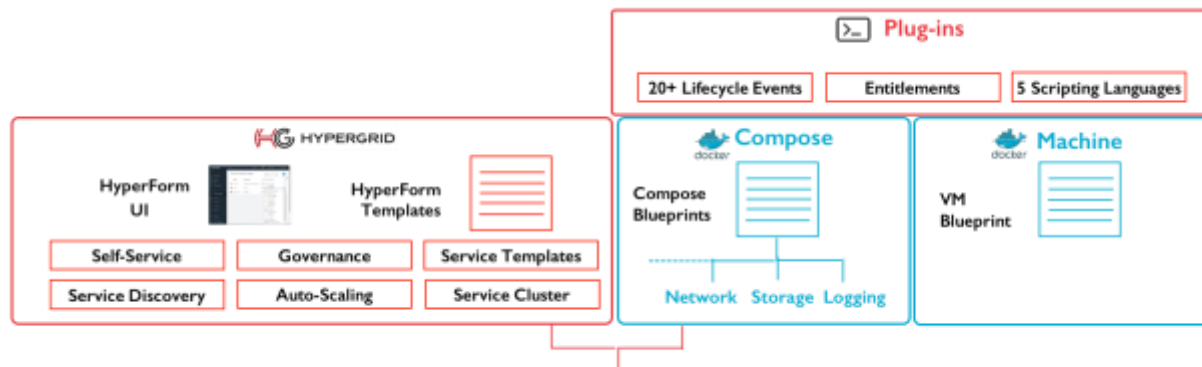 Plug-ins
20+ Lifecycle Events
Entitlements
5 Scripting Languages
HG HYPERGRID
HyperForm
UI
HyperForm
Templates
Self-Service
Governance
Service Templates
Service Discovery
Auto-Scaling
Service Cluster
docker
Compose
Compose
Blueprints
Network
Storage
Logging
docker
Machine
VM
Blueprint